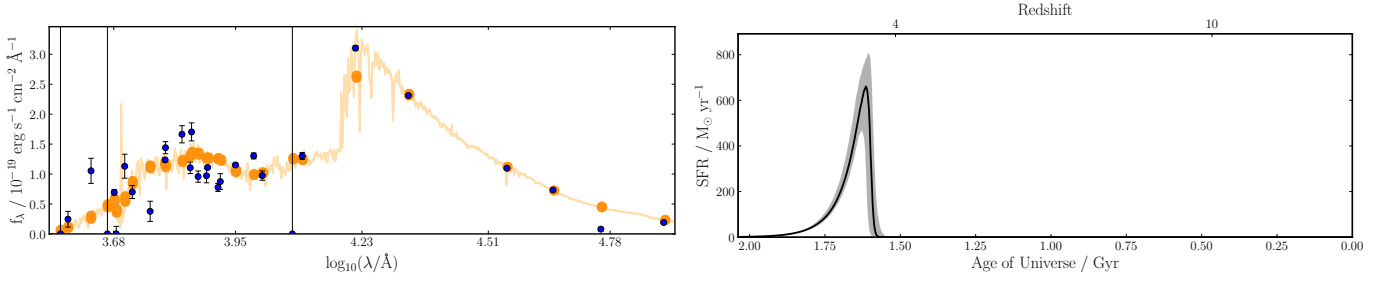 f_λ / 10⁻¹⁹ erg s⁻¹ cm⁻² Å⁻¹
3.0
2.5
2.0
1.5
1.0
0.5
0.0
3.68 3.95 4.23 4.51 4.78
log₁₀(λ/Å)
Redshift
4 10
SFR / M⊙ yr⁻¹
800
600
400
200
0
2.00 1.75 1.50 1.25 1.00 0.75 0.50 0.25 0.00
Age of Universe / Gyr